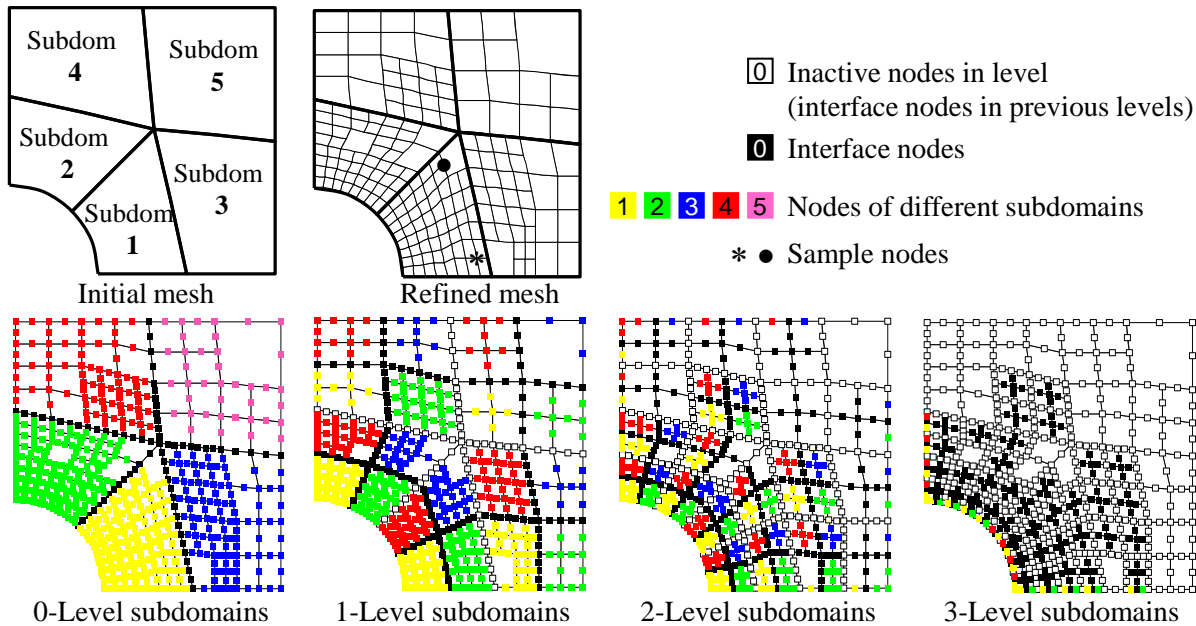 Subdom
4
Subdom
5
Subdom
2
Subdom
3
Subdom
1
Initial mesh
*
Refined mesh
0 Inactive nodes in level
(interface nodes in previous levels)
0 Interface nodes
1 2 3 4 5 Nodes of different subdomains
* ● Sample nodes
0-Level subdomains
1-Level subdomains
2-Level subdomains
3-Level subdomains